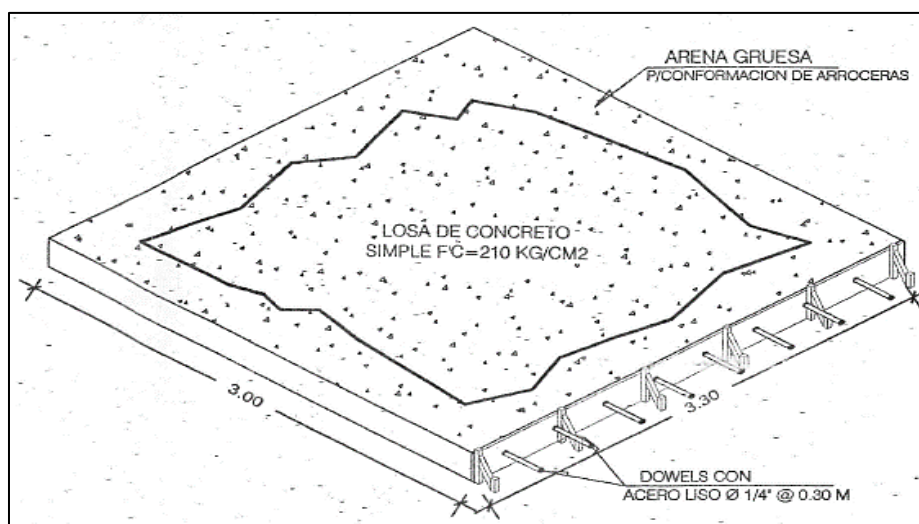 ARENA GRUESA
P/CONFORMACION DE ARROCERAS
LOSA DE CONCRETO
SIMPLE F'C=210 KG/CM2
3.00
3.30
DOWELS CON
ACERO LISO Ø 1/4" @ 0.30 M